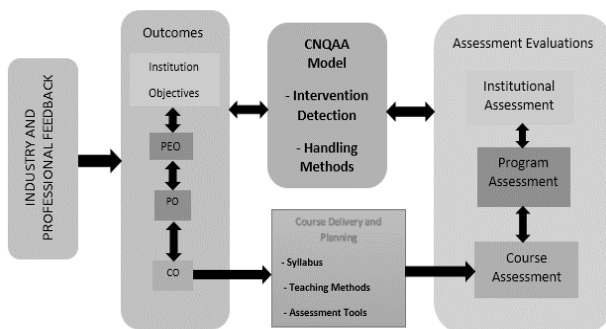 INDUSTRY AND
PROFESSIONAL FEEDBACK
Outcomes
Institution
Objectives
PEO
PO
CO
CNQAA
Model
- Intervention
Detection
- Handling
Methods
Course Delivery and
Planning
- Syllabus
- Teaching Methods
- Assessment Tools
Assessment Evaluations
Institutional
Assessment
Program
Assessment
Course
Assessment